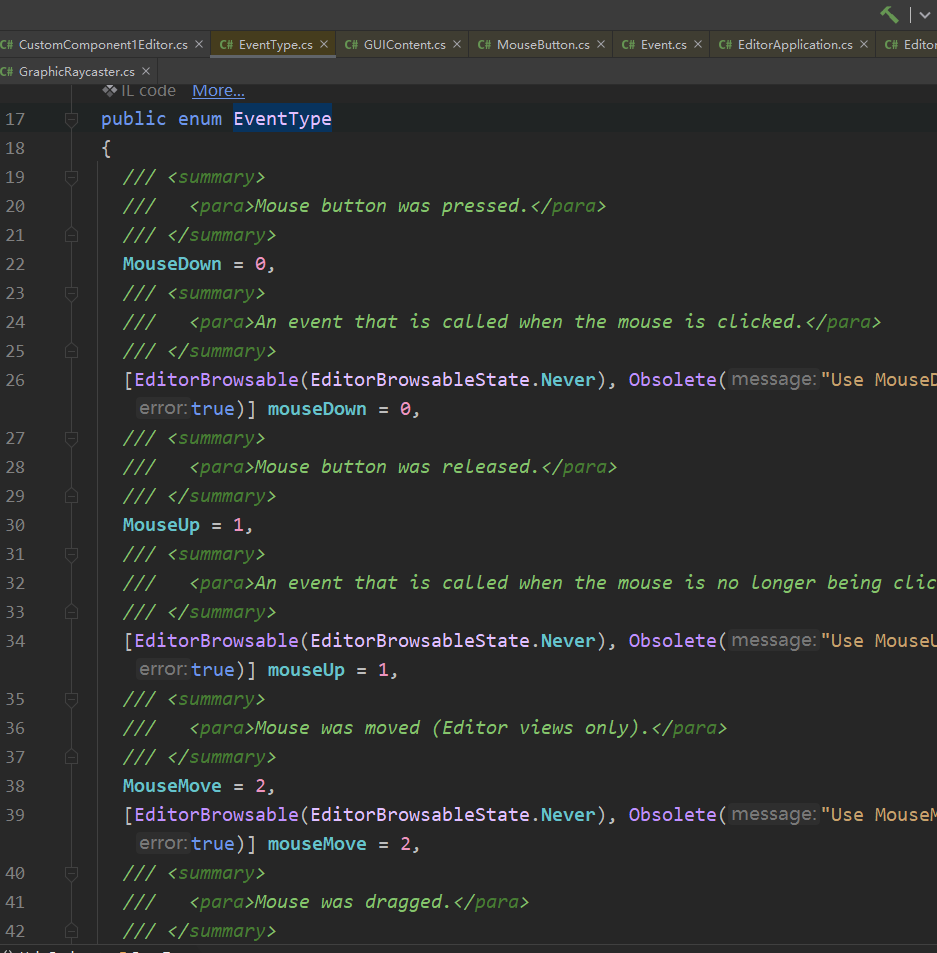 C# CustomComponent1Editor.cs × C# EventType.cs × C# GUIContent.cs × C# MouseButton.cs × C# Event.cs × C# EditorApplication.cs × C# Editor
C# GraphicRaycaster.cs ×
IL code More...
17 public enum EventType
18 {
19 /// <summary>
20 ///   <para>Mouse button was pressed.</para>
21 /// </summary>
22 MouseDown = 0,
23 /// <summary>
24 ///   <para>An event that is called when the mouse is clicked.</para>
25 /// </summary>
26 [EditorBrowsable(EditorBrowsableState.Never), Obsolete( message: "Use MouseD
error: true)] mouseDown = 0,
27 /// <summary>
28 ///   <para>Mouse button was released.</para>
29 /// </summary>
30 MouseUp = 1,
31 /// <summary>
32 ///   <para>An event that is called when the mouse is no longer being clic
33 /// </summary>
34 [EditorBrowsable(EditorBrowsableState.Never), Obsolete( message: "Use MouseU
error: true)] mouseUp = 1,
35 /// <summary>
36 ///   <para>Mouse was moved (Editor views only).</para>
37 /// </summary>
38 MouseMove = 2,
39 [EditorBrowsable(EditorBrowsableState.Never), Obsolete( message: "Use MouseM
error: true)] mouseMove = 2,
40 /// <summary>
41 ///   <para>Mouse was dragged.</para>
42 /// </summary>